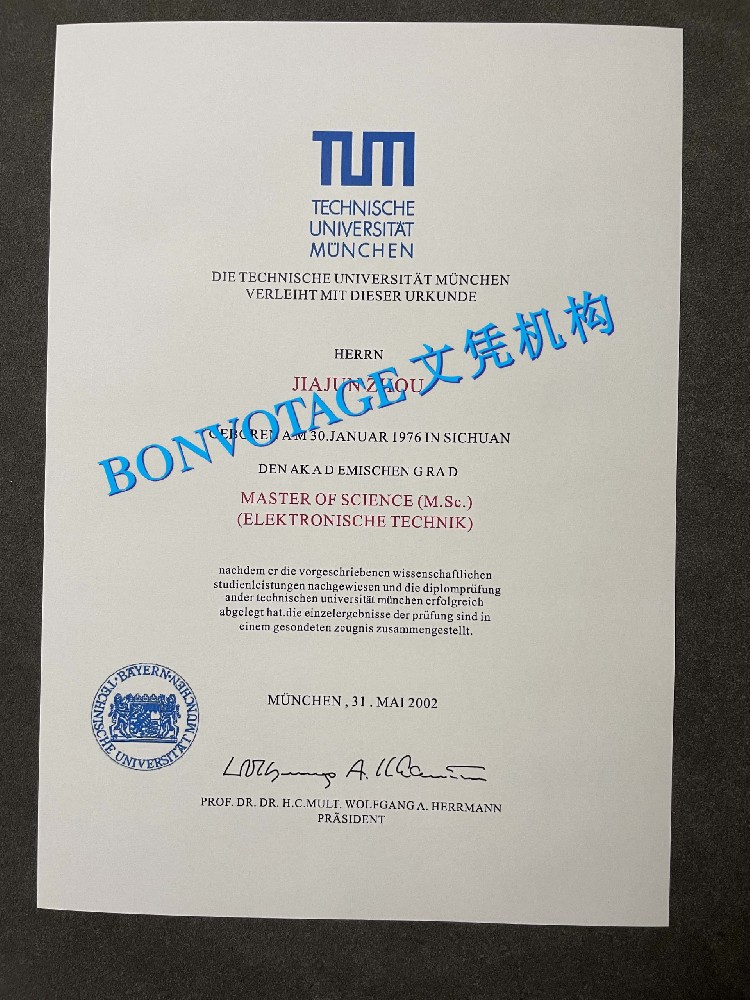 TUM
TECHNISCHE
UNIVERSITÄT
MÜNCHEN
DIE TECHNISCHE UNIVERSITÄT MÜNCHEN
VERLEIHT MIT DIESER URKUNDE
HERRN
JIAJUN ZHOU
BONVOTAGE 文凭机构
GEBOREN AM 30.JANUAR 1976 IN SICHUAN
DEN AKADEMISCHEN GRAD
MASTER OF SCIENCE (M.Sc.)
(ELEKTRONISCHE TECHNIK)
nachdem er die vorgeschriebenen wissenschaftlichen
studienleistungen nachgewiesen und die diplomprüfung
ander technischen universität münchen erfolgreich
abgelegt hat.die einzelergebnisse der prüfung sind in
einem gesondeten zeugnis zusammengestellt.
MÜNCHEN, 31. MAI 2002
BAYERN
TECHNISCHE UNIVERSITÄT MÜNCHEN
PROF. DR. DR. H.C.MULT. WOLFGANG A. HERRMANN
PRÄSIDENT